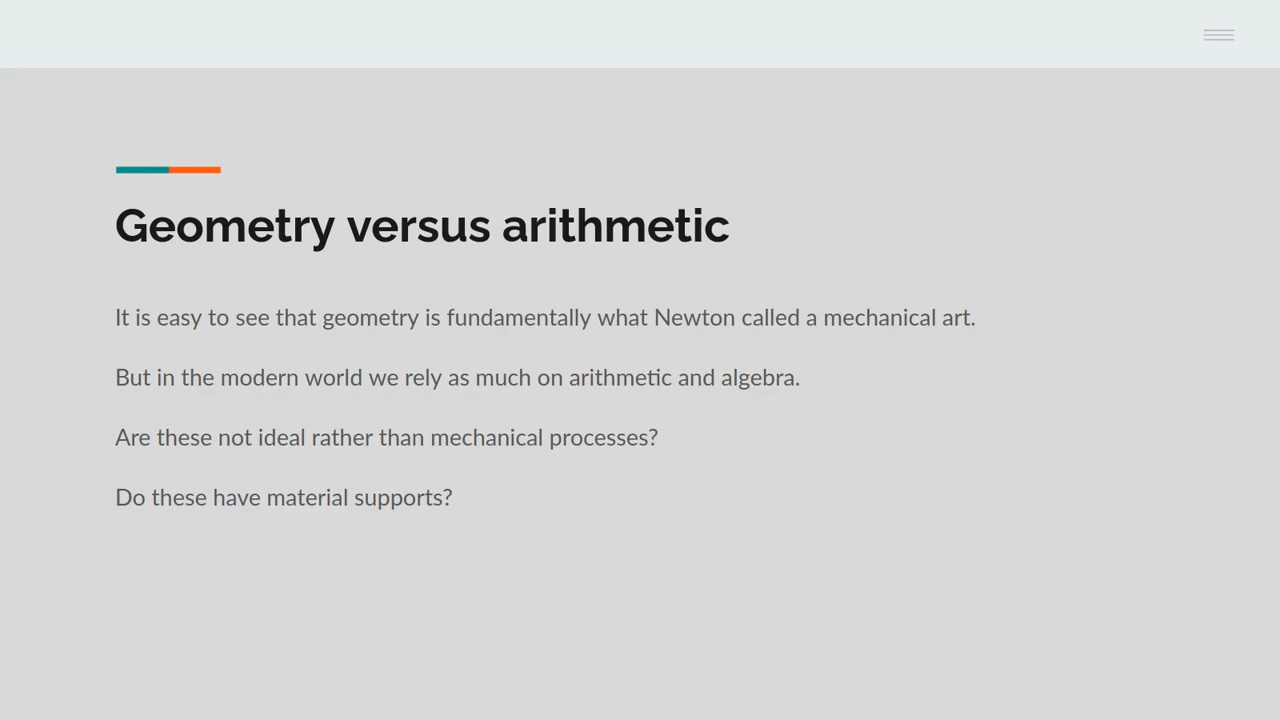 Geometry versus arithmetic
It is easy to see that geometry is fundamentally what Newton called a mechanical art.
But in the modern world we rely as much on arithmetic and algebra.
Are these not ideal rather than mechanical processes?
Do these have material supports?